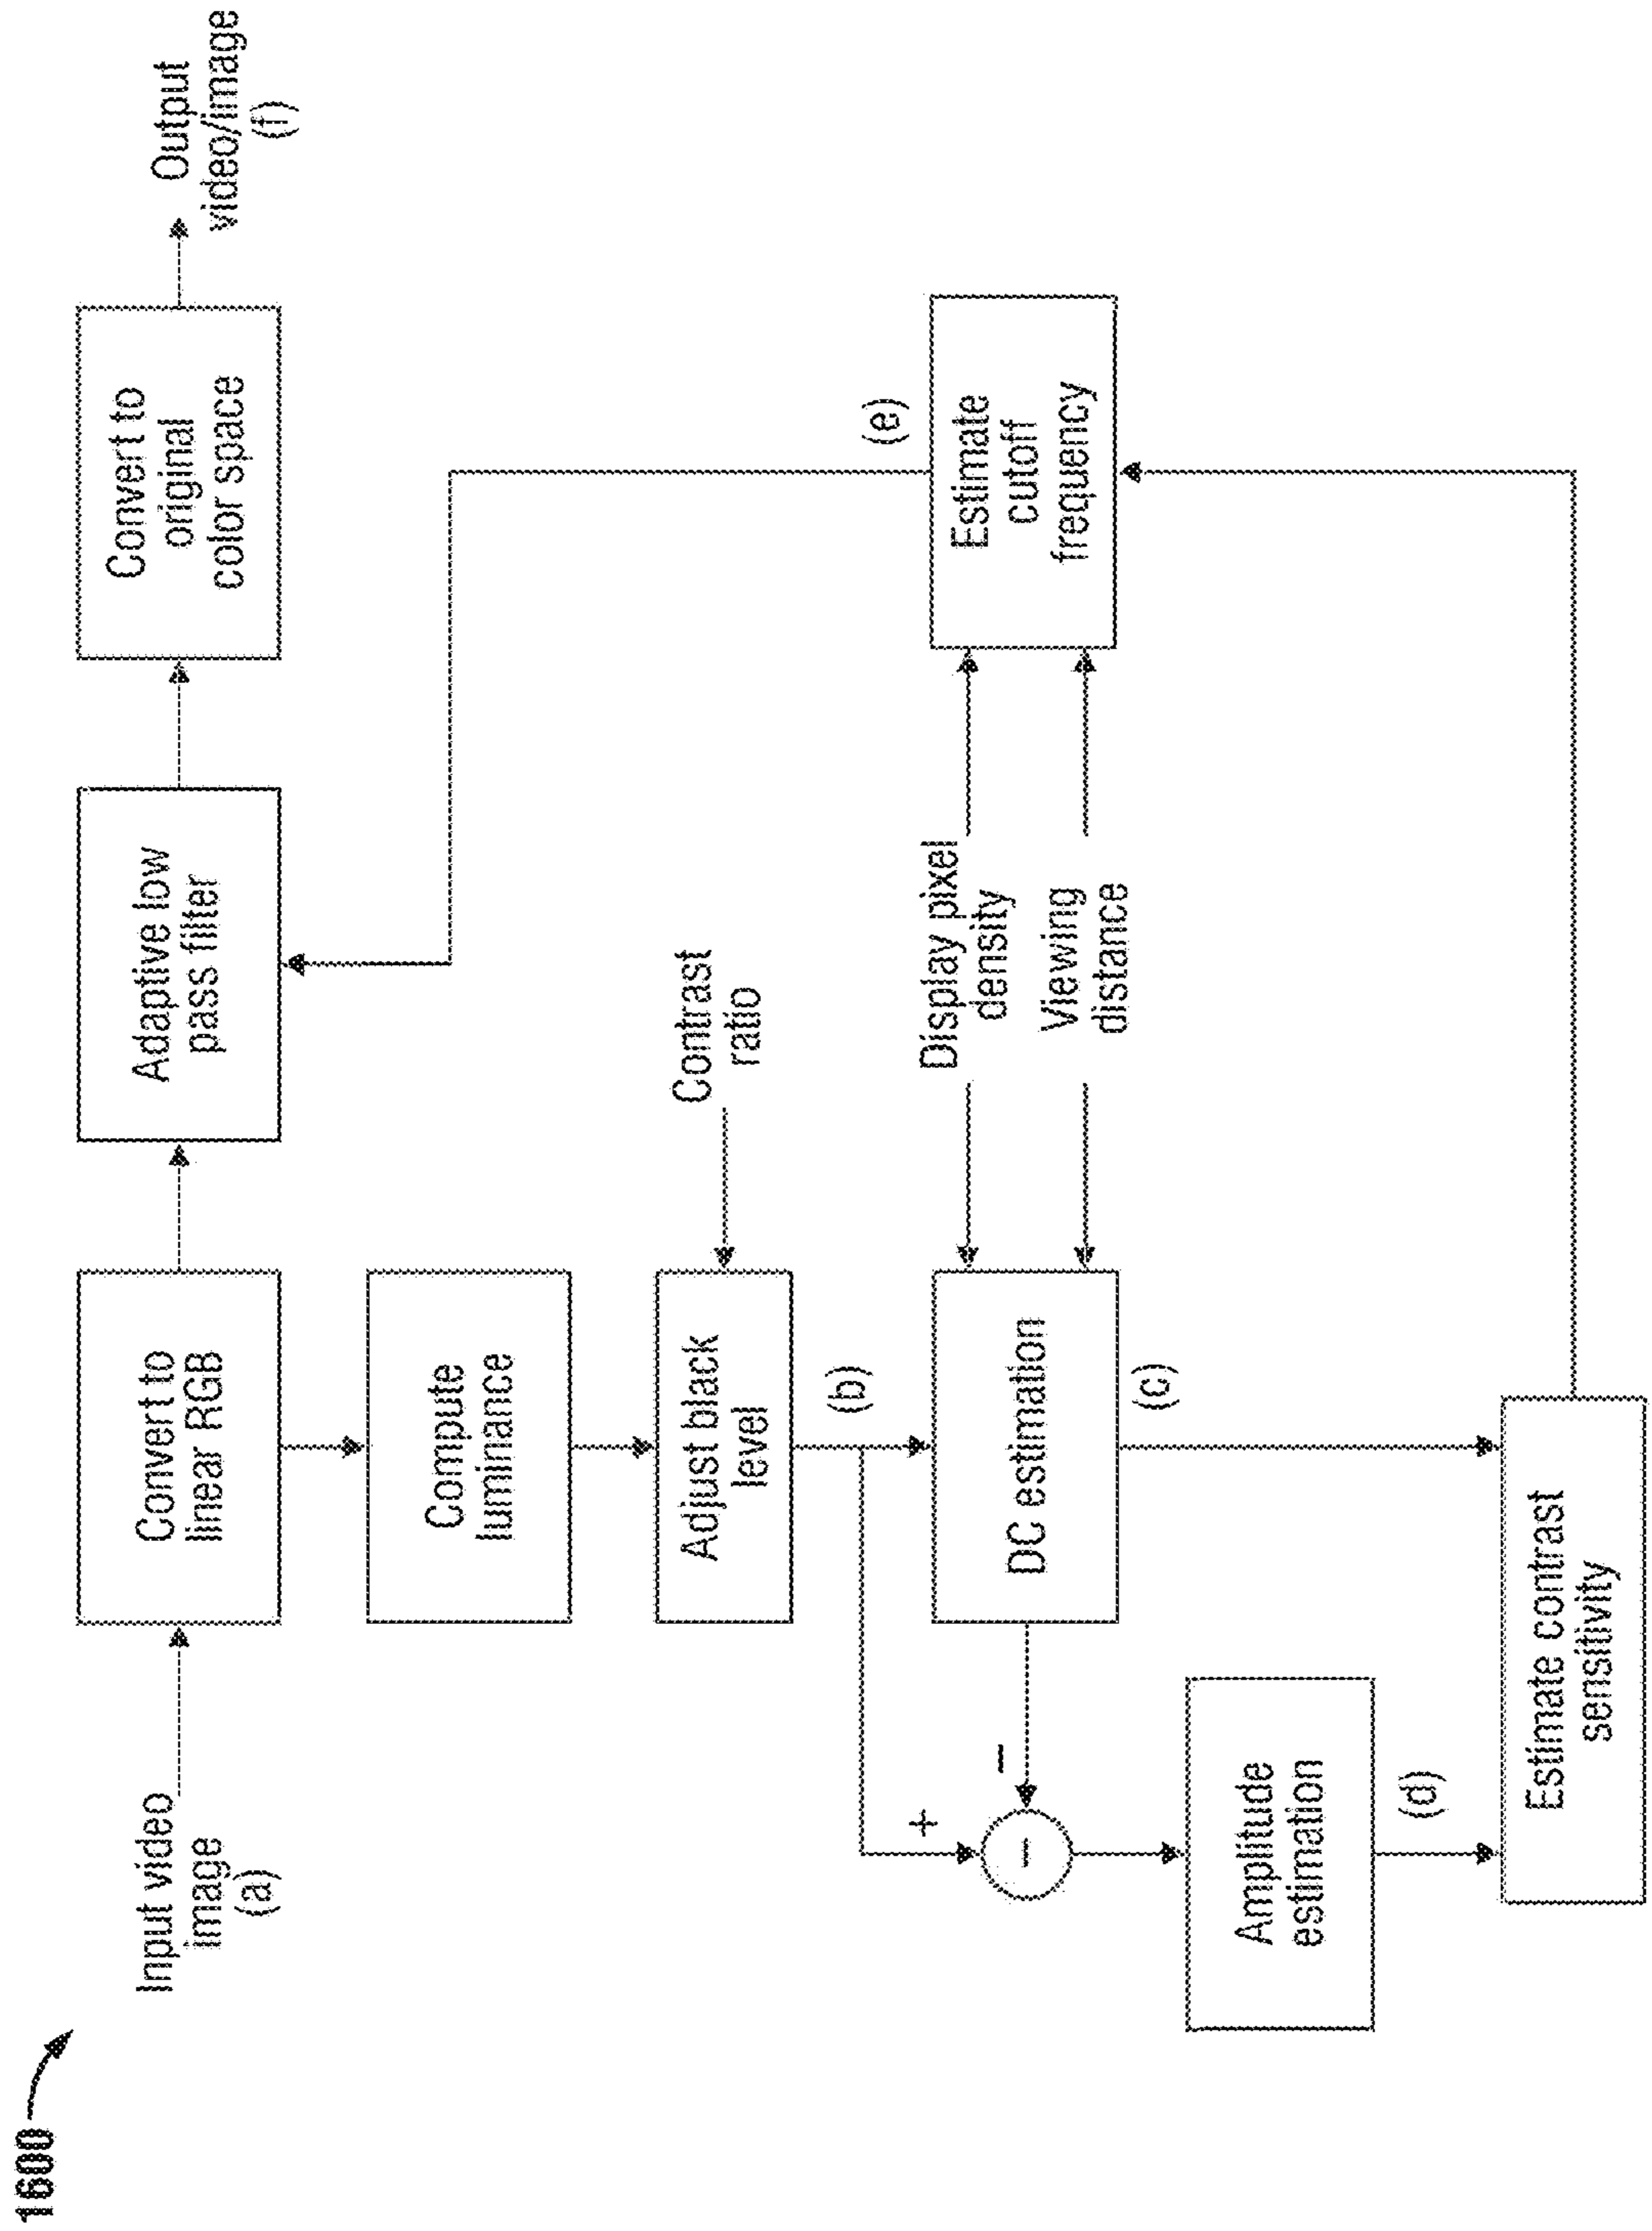 1600
Input video
image
(a)
Convert to
linear RGB
Adaptive low
pass filter
Convert to
original
color space
Output
video/image
(f)
Compute
luminance
Adjust black
level
Contrast
ratio
(b)
DC estimation
(c)
Display pixel
density
Viewing
distance
Estimate
cutoff
frequency
(e)
+
−
−
Amplitude
estimation
(d)
Estimate contrast
sensitivity